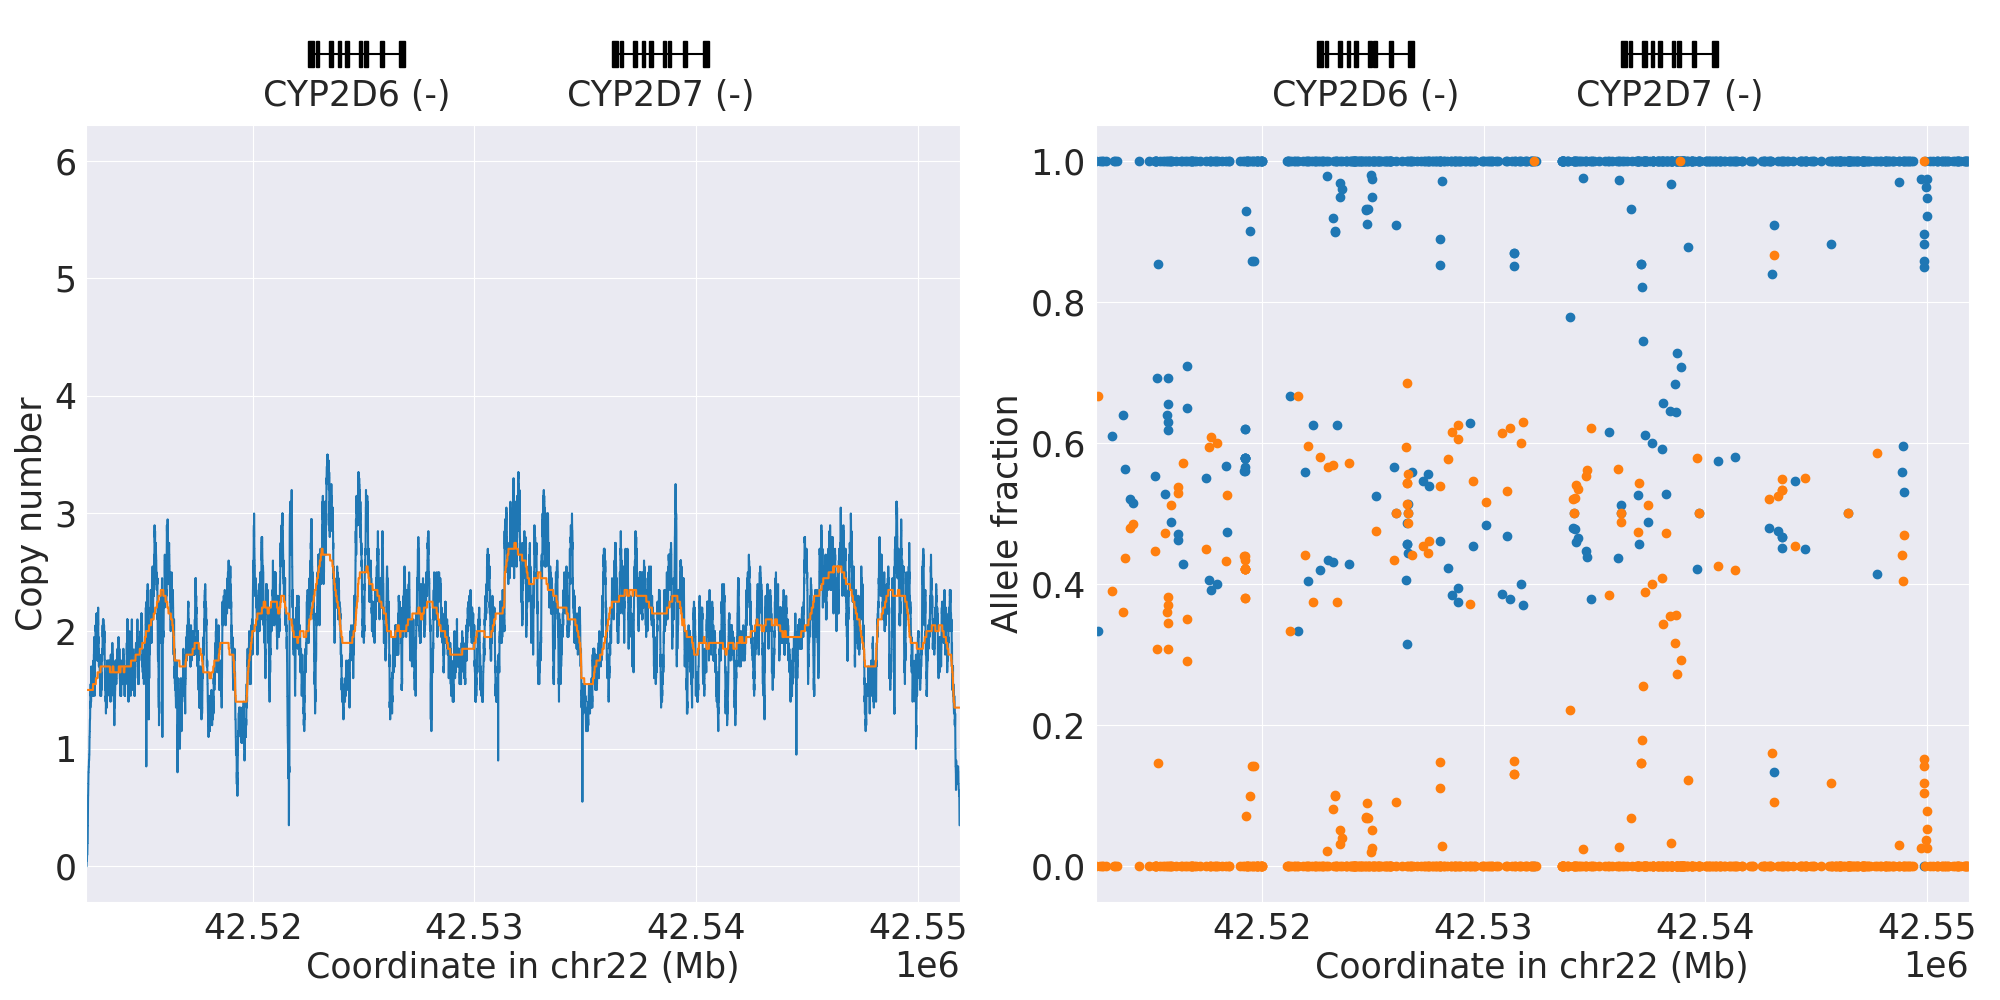 CYP2D6 (-) CYP2D7 (-)
CYP2D6 (-) CYP2D7 (-)
Copy number
6
5
4
3
2
1
0
42.52 42.53 42.54 42.55
Coordinate in chr22 (Mb) 1e6
Allele fraction
1.0
0.8
0.6
0.4
0.2
0.0
42.52 42.53 42.54 42.55
Coordinate in chr22 (Mb) 1e6